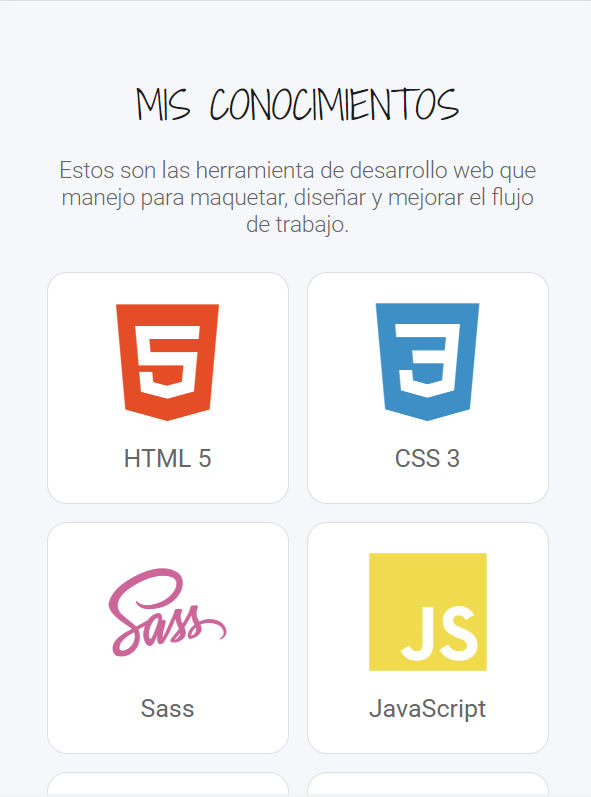 MIS CONOCIMIENTOS
Estos son las herramienta de desarrollo web que
manejo para maquetar, diseñar y mejorar el flujo
de trabajo.
5
3
HTML 5
CSS 3
Sass
JS
Sass
JavaScript